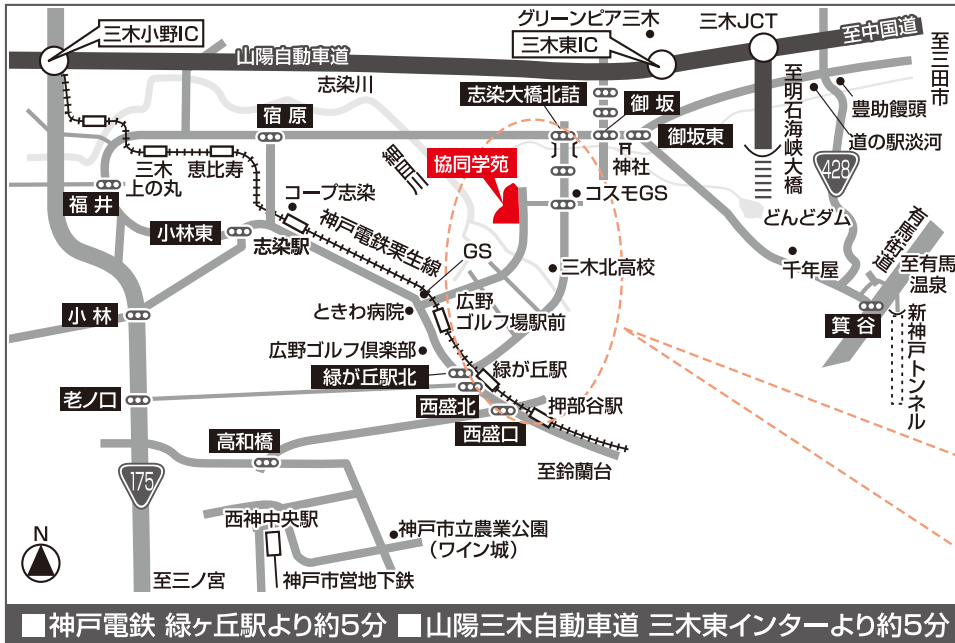 グリーンピア三木
三木JCT
三木小野IC
三木東IC
至中国道
山陽自動車道
至三田市
志染川
志染大橋北詰
御坂
宿原
御坂東
豊助饅頭
道の駅淡河
神社
至明石海峡大橋
三木
上の丸
恵比寿
細目川
協同学苑
428
コスモGS
福井
コープ志染
小林東
志染駅
神戸電鉄粟生線
どんどダム
有馬街道
GS
三木北高校
千年屋
至有馬
温泉
小林
ときわ病院
広野
ゴルフ場駅前
箕谷
新神戸トンネル
広野ゴルフ倶楽部
緑が丘駅北
緑が丘駅
老ノ口
西盛北
押部谷駅
西盛口
高和橋
至鈴蘭台
175
西神中央駅
神戸市立農業公園
(ワイン城)
N
至三ノ宮
神戸市営地下鉄
■神戸電鉄 緑ヶ丘駅より約5分 ■山陽三木自動車道 三木東インターより約5分